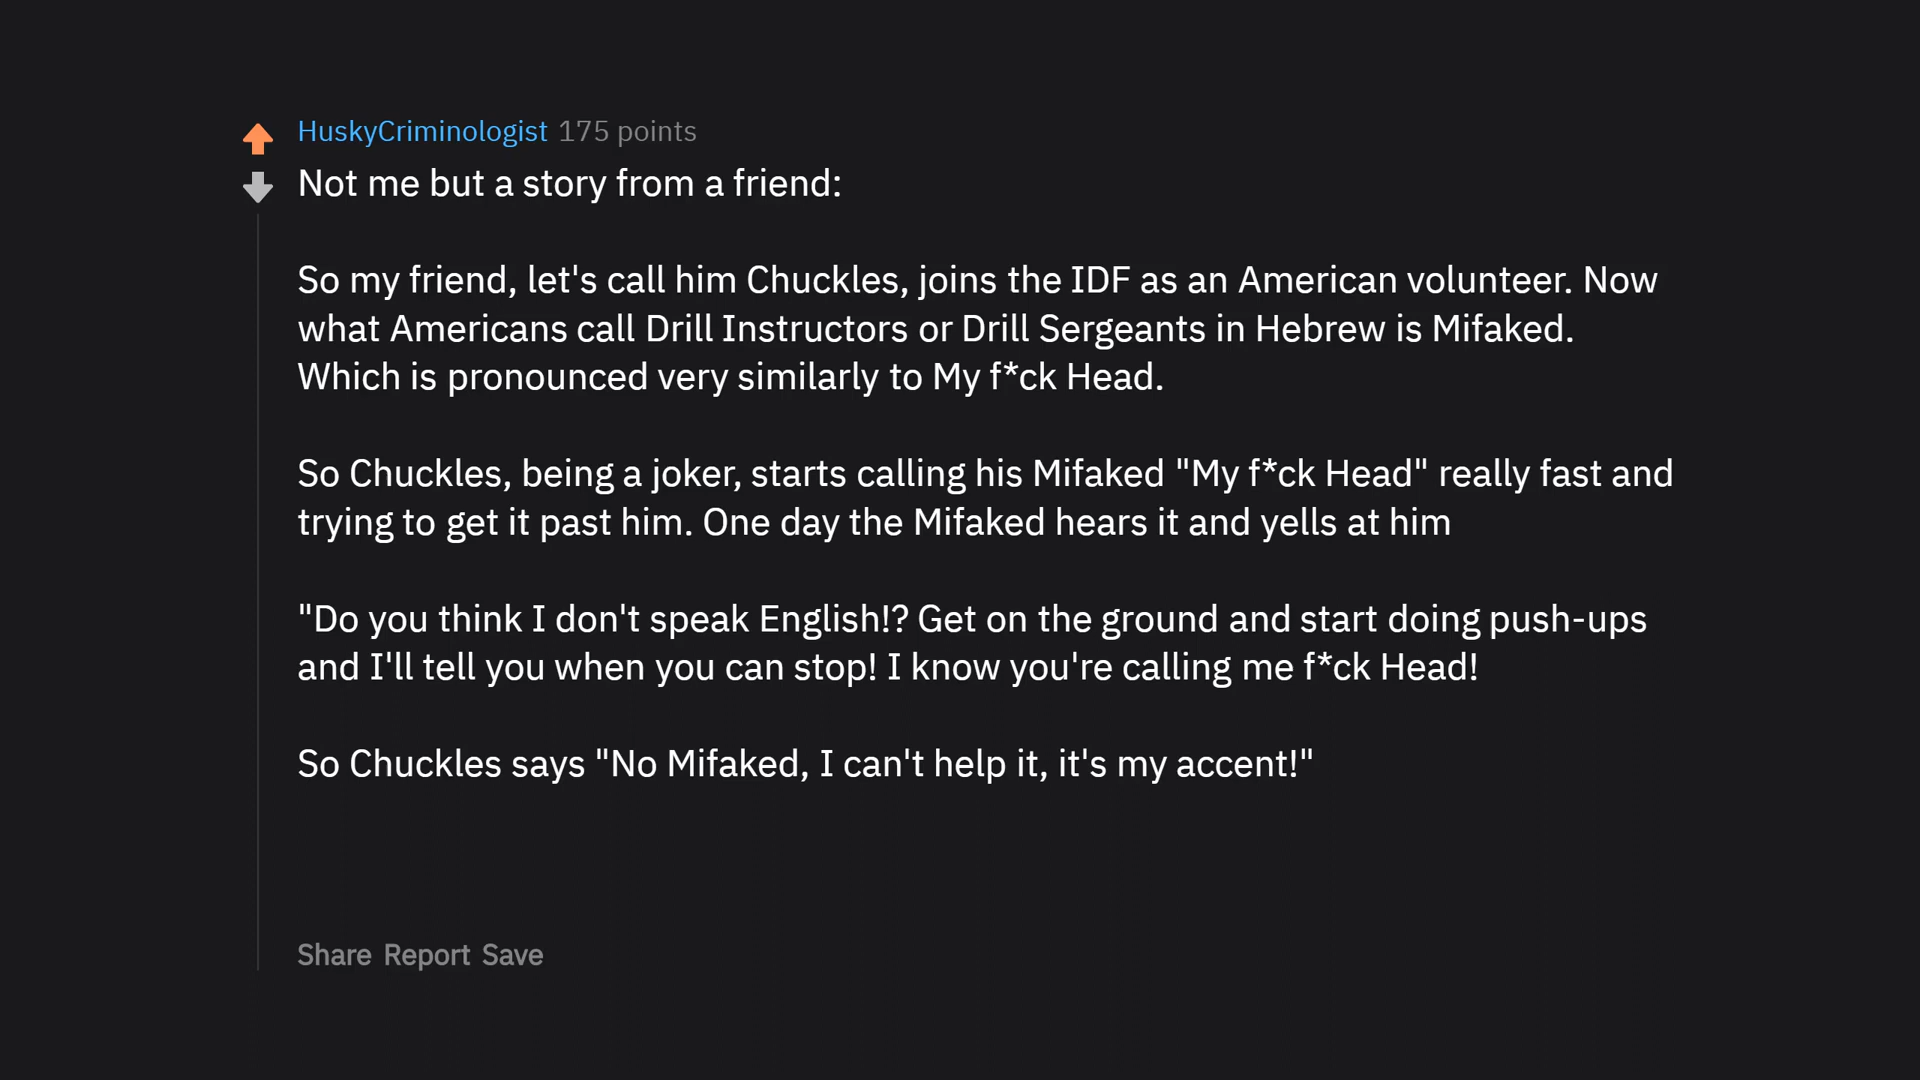 HuskyCriminologist 175 points
Not me but a story from a friend:
So my friend, let's call him Chuckles, joins the IDF as an American volunteer. Now
what Americans call Drill Instructors or Drill Sergeants in Hebrew is Mifaked.
Which is pronounced very similarly to My f*ck Head.
So Chuckles, being a joker, starts calling his Mifaked "My f*ck Head" really fast and
trying to get it past him. One day the Mifaked hears it and yells at him
"Do you think I don't speak English!? Get on the ground and start doing push-ups
and I'll tell you when you can stop! I know you're calling me f*ck Head!
So Chuckles says "No Mifaked, I can't help it, it's my accent!"
Share Report Save